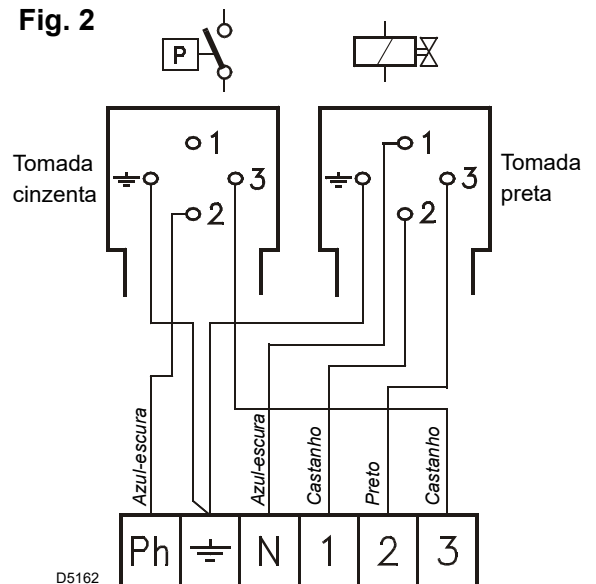 Fig. 2
P
1
3
2
Tomada
cinzenta
1
3
2
Tomada
preta
Azul-escura
Azul-escura
Castanho
Preto
Castanho
Ph N 1 2 3
D5162